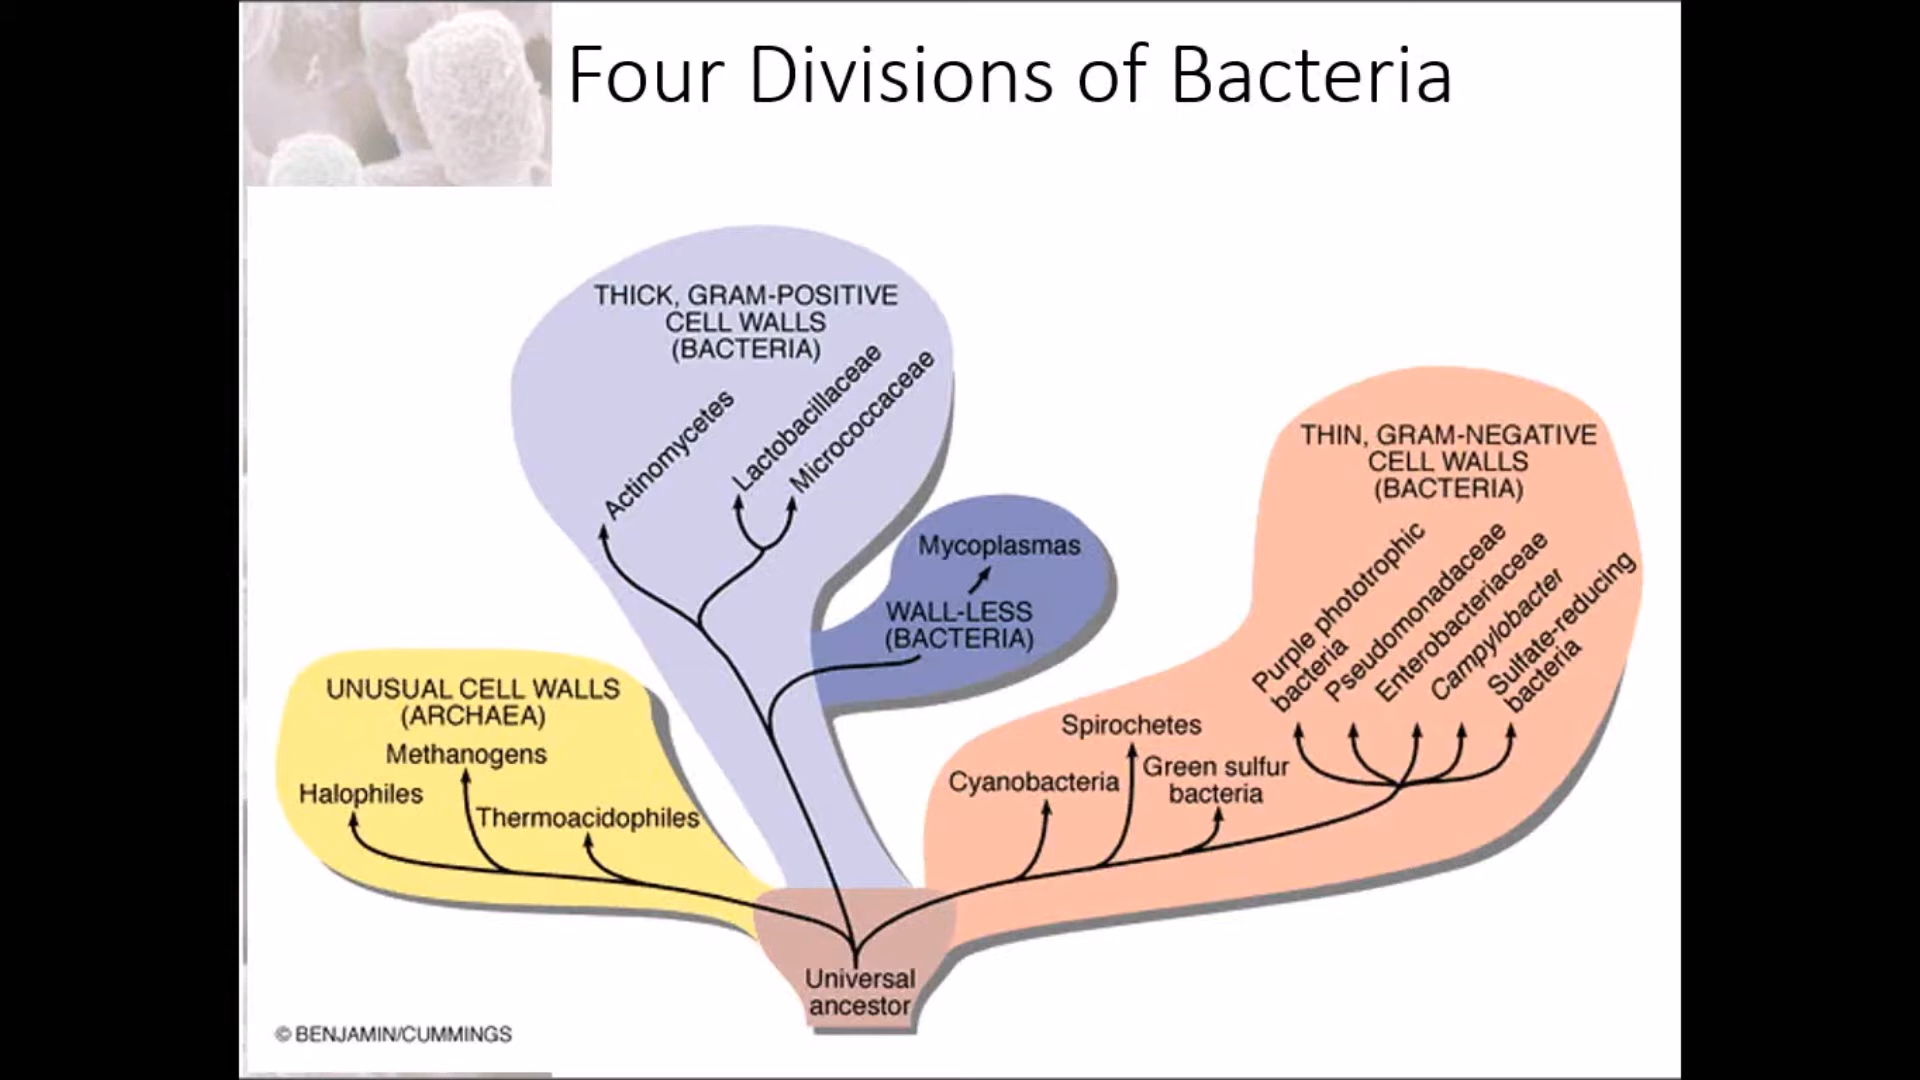 Four Divisions of Bacteria
THICK, GRAM-POSITIVE
CELL WALLS
(BACTERIA)
Actinomycetes
Lactobacillaceae
Micrococcaceae
Mycoplasmas
WALL-LESS
(BACTERIA)
THIN, GRAM-NEGATIVE
CELL WALLS
(BACTERIA)
Purple phototrophic
bacteria
Pseudomonadaceae
Enterobacteriaceae
Campylobacter
Sulfate-reducing
bacteria
Spirochetes
Cyanobacteria
Green sulfur
bacteria
UNUSUAL CELL WALLS
(ARCHAEA)
Methanogens
Halophiles
Thermoacidophiles
Universal
ancestor
© BENJAMIN/CUMMINGS